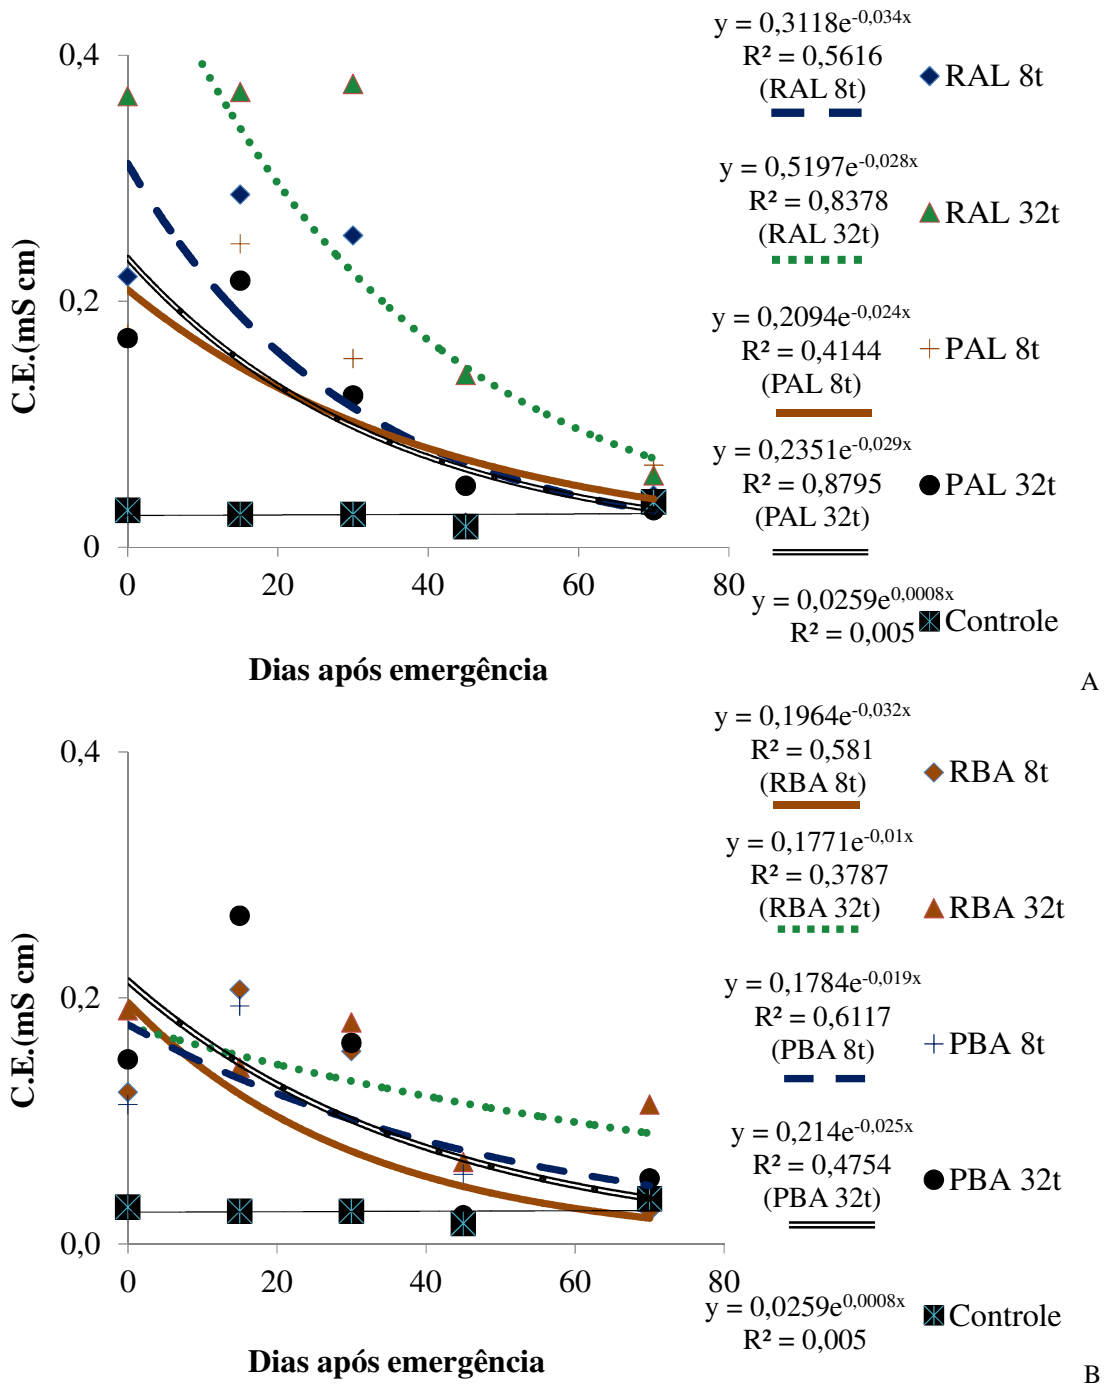 0,4
0,2
0
0
20
40
60
80
C.E.(mS cm)
Dias após emergência
y = 0,3118e^-0,034x
R² = 0,5616
(RAL 8t)
RAL 8t
y = 0,5197e^-0,028x
R² = 0,8378
(RAL 32t)
RAL 32t
y = 0,2094e^-0,024x
R² = 0,4144
(PAL 8t)
PAL 8t
y = 0,2351e^-0,029x
R² = 0,8795
(PAL 32t)
PAL 32t
y = 0,0259e^0,0008x
R² = 0,005
Controle
A
0,4
0,2
0,0
0
20
40
60
80
C.E.(mS cm)
Dias após emergência
y = 0,1964e^-0,032x
R² = 0,581
(RBA 8t)
RBA 8t
y = 0,1771e^-0,01x
R² = 0,3787
(RBA 32t)
RBA 32t
y = 0,1784e^-0,019x
R² = 0,6117
(PBA 8t)
PBA 8t
y = 0,214e^-0,025x
R² = 0,4754
(PBA 32t)
PBA 32t
y = 0,0259e^0,0008x
R² = 0,005
Controle
B